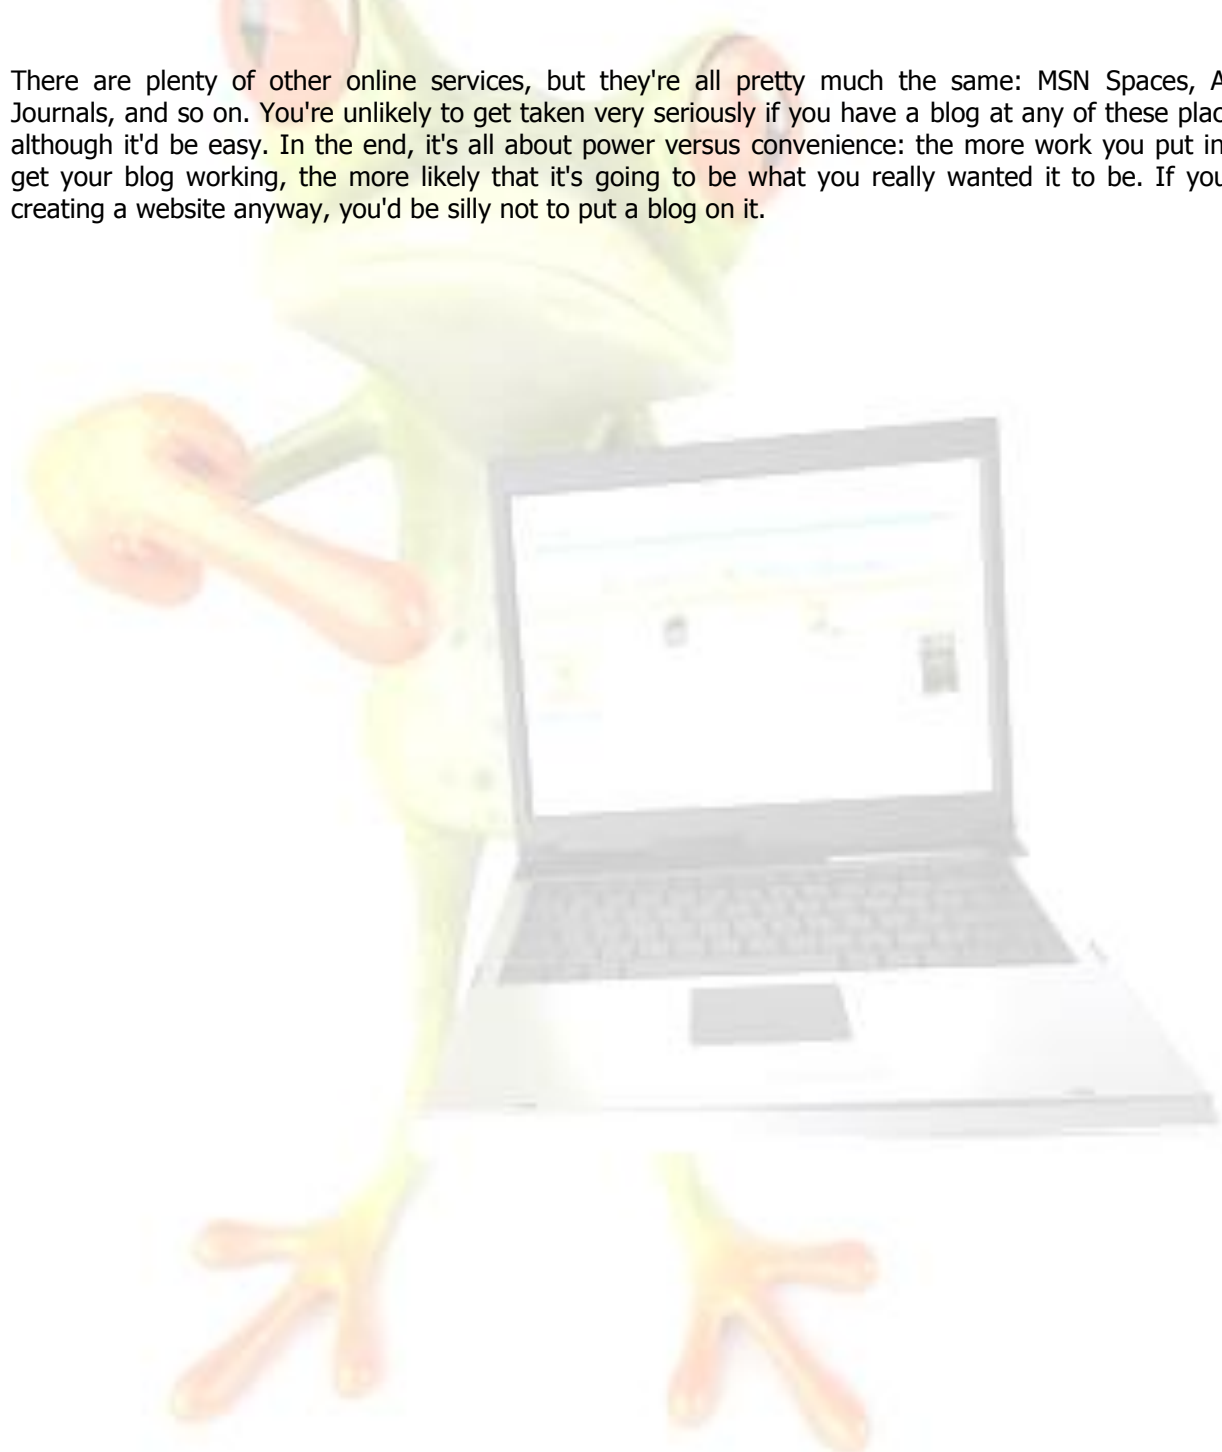 There are plenty of other online services, but they're all pretty much the same: MSN Spaces, A
Journals, and so on. You're unlikely to get taken very seriously if you have a blog at any of these plac
although it'd be easy. In the end, it's all about power versus convenience: the more work you put in
get your blog working, the more likely that it's going to be what you really wanted it to be. If you
creating a website anyway, you'd be silly not to put a blog on it.